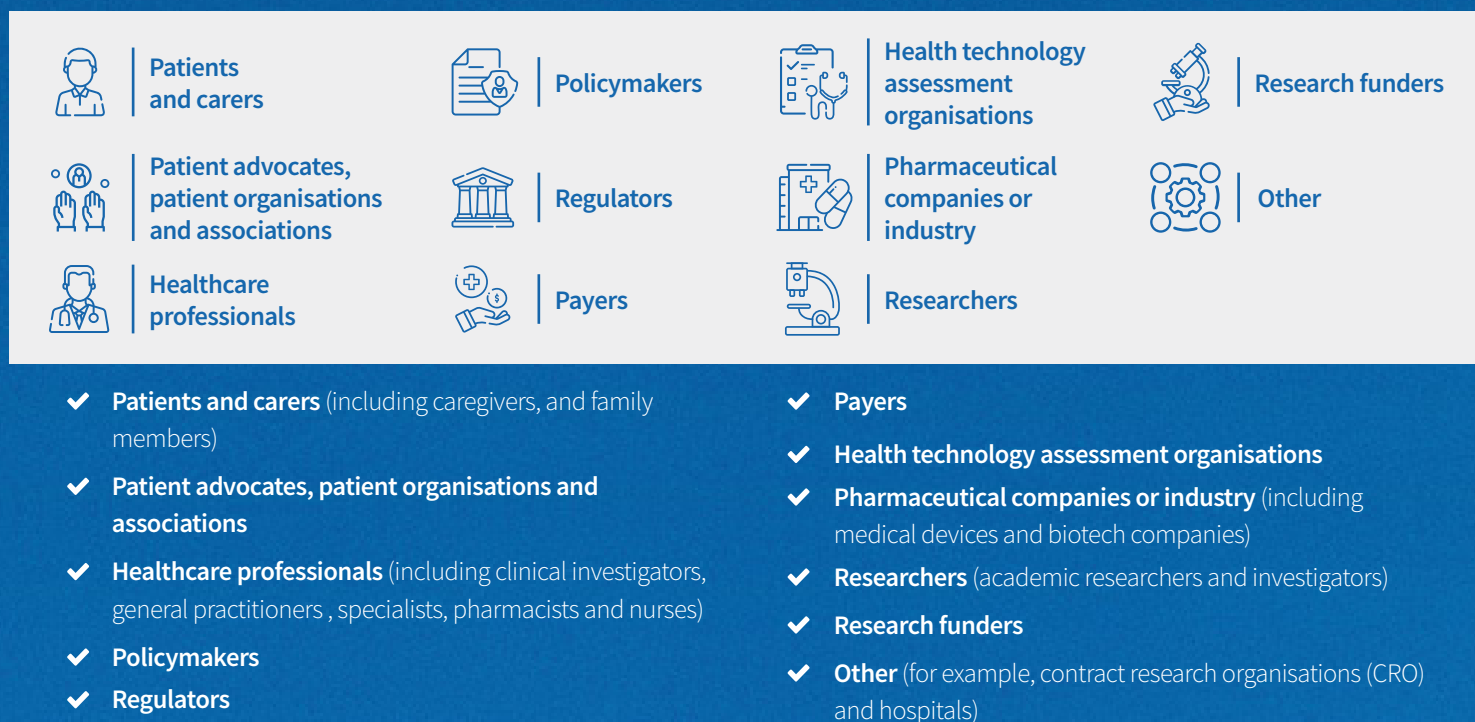 Patients
and carers
Patient advocates,
patient organisations
and associations
Healthcare
professionals
Policymakers
Regulators
Payers
$
Health technology
assessment
organisations
Pharmaceutical
companies or
industry
Researchers
Research funders
Other
Patients and carers (including caregivers, and family
members)
Patient advocates, patient organisations and
associations
Healthcare professionals (including clinical investigators,
general practitioners , specialists, pharmacists and nurses)
Policymakers
Regulators
Payers
Health technology assessment organisations
Pharmaceutical companies or industry (including
medical devices and biotech companies)
Researchers (academic researchers and investigators)
Research funders
Other (for example, contract research organisations (CRO)
and hospitals)